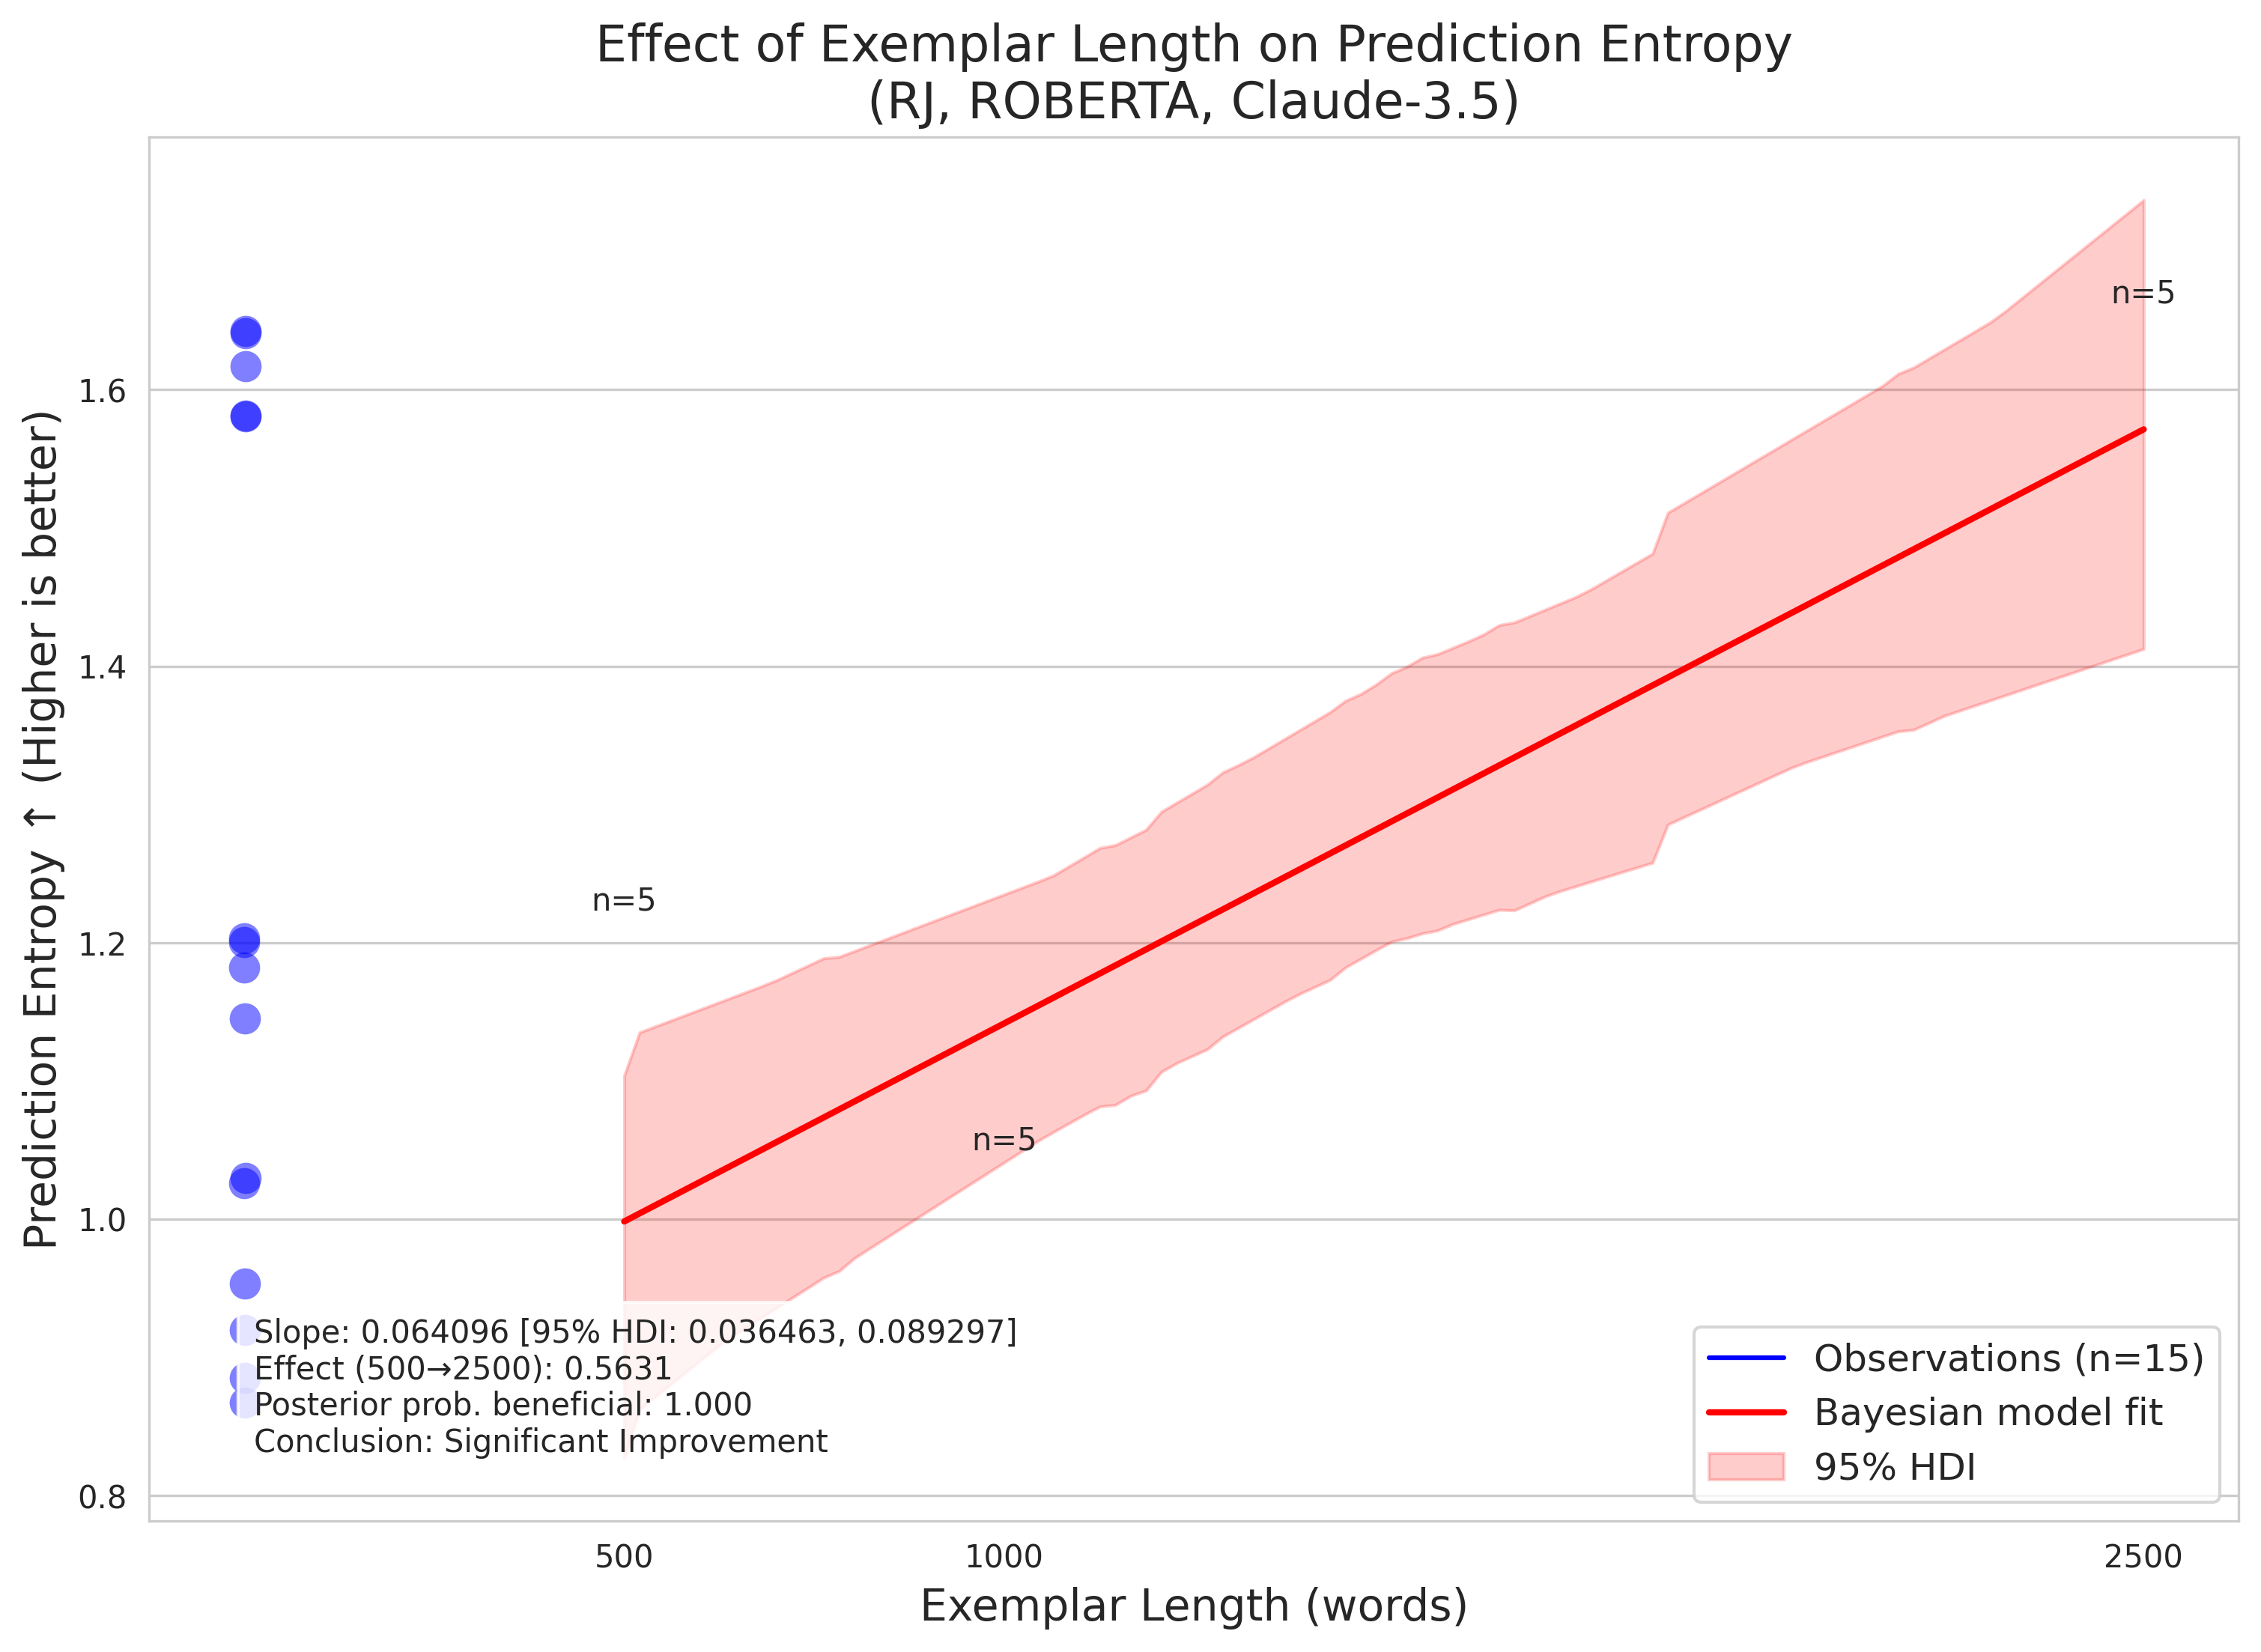 Effect of Exemplar Length on Prediction Entropy
(RJ, ROBERTA, Claude-3.5)
Prediction Entropy ↑ (Higher is better)
1.6
1.4
1.2
1.0
0.8
n=5
n=5
n=5
Slope: 0.064096 [95% HDI: 0.036463, 0.089297]
Effect (500→2500): 0.5631
Posterior prob. beneficial: 1.000
Conclusion: Significant Improvement
Observations (n=15)
Bayesian model fit
95% HDI
500
1000
2500
Exemplar Length (words)